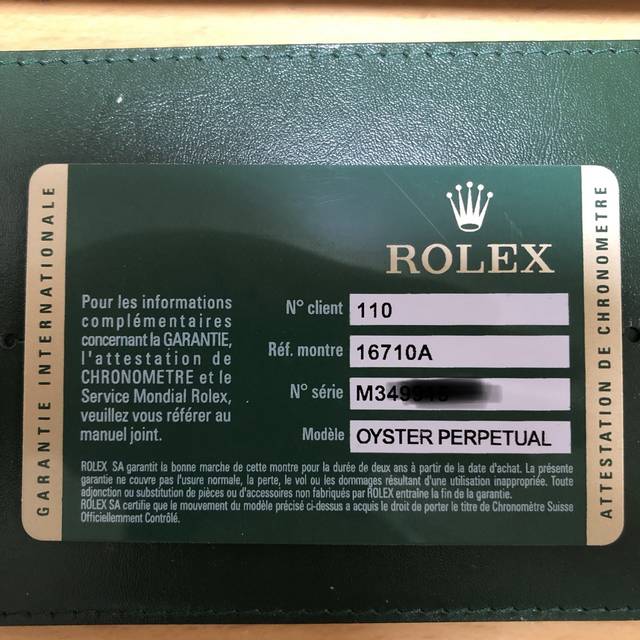 GARANTIE INTERNATIONALE
ROLEX
Pour les informations
complémentaires
concernant la GARANTIE,
l'attestation de
CHRONOMETRE et le
Service Mondial Rolex,
veuillez vous référer au
manuel joint.
N° client 110
Réf. montre 16710A
N° série M349
Modèle OYSTER PERPETUAL
ROLEX SA garantit la bonne marche de cette montre pour la durée de deux ans à partir de la date d'achat. La présente
garantie ne couvre pas l'usure normale, la perte, le vol ou les dommages résultant d'une utilisation inappropriée. Toute
adjonction ou substitution de pièces ou d'accessoires non fabriqués par ROLEX entraîne la fin de la garantie.
ROLEX SA certifie que le mouvement du modèle précisé ci-dessus a acquis le droit de porter le titre de Chronomètre Suisse
Officiellement Contrôlé.
ATTESTATION DE CHRONOMETRE